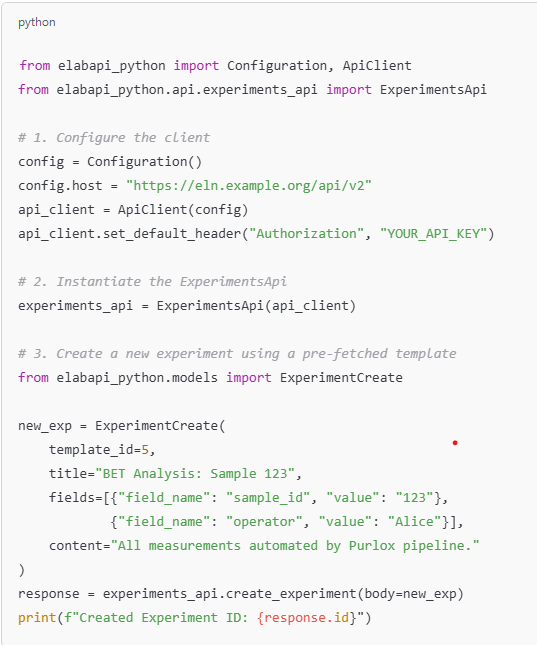 python
from elabapi_python import Configuration, ApiClient
from elabapi_python.api.experiments_api import ExperimentsApi
# 1. Configure the client
config = Configuration()
config.host = "https://eln.example.org/api/v2"
api_client = ApiClient(config)
api_client.set_default_header("Authorization", "YOUR_API_KEY")
# 2. Instantiate the ExperimentsApi
experiments_api = ExperimentsApi(api_client)
# 3. Create a new experiment using a pre-fetched template
from elabapi_python.models import ExperimentCreate
new_exp = ExperimentCreate(
    template_id=5,
    title="BET Analysis: Sample 123",
    fields=[{"field_name": "sample_id", "value": "123"},
            {"field_name": "operator", "value": "Alice"}],
    content="All measurements automated by Purlox pipeline."
)
response = experiments_api.create_experiment(body=new_exp)
print(f"Created Experiment ID: {response.id}")